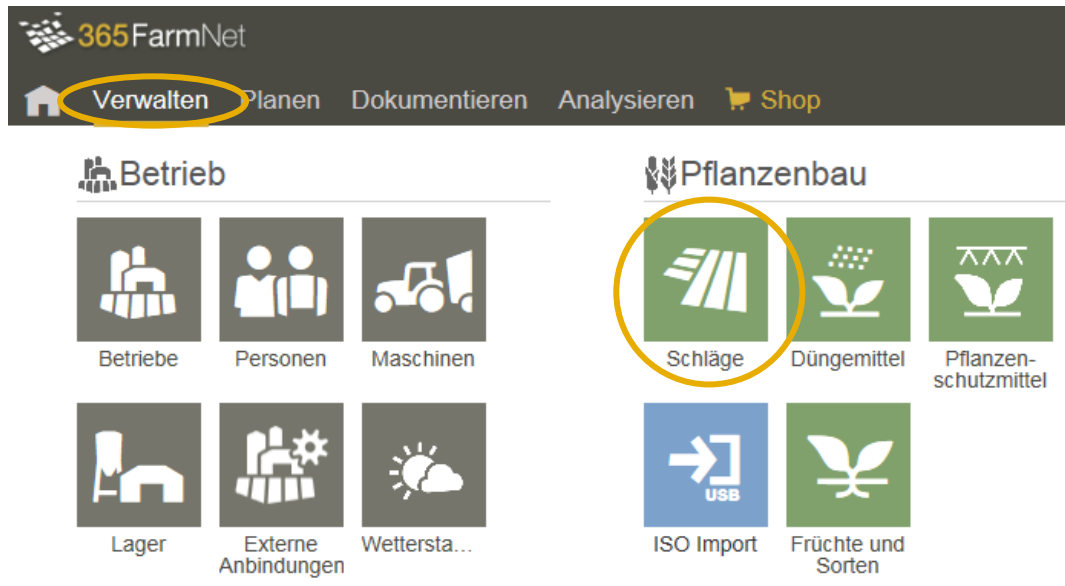 365FarmNet
Verwalten Planen Dokumentieren Analysieren Shop
Betrieb
Betriebe Personen Maschinen
Lager Externe Wettersta...
Anbindungen
Pflanzenbau
Schläge Düngemittel Pflanzen-
schutzmittel
USB
ISO Import Früchte und
Sorten